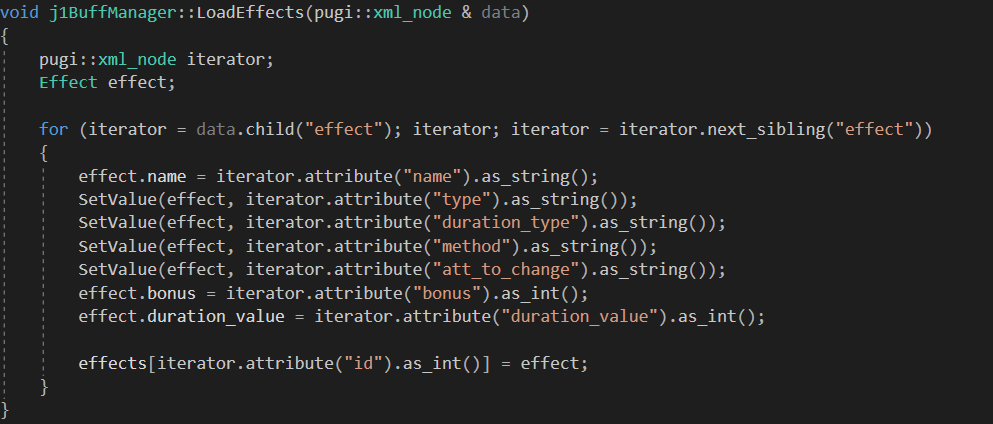 void j1BuffManager::LoadEffects(pugi::xml_node & data)
{
    pugi::xml_node iterator;
    Effect effect;

    for (iterator = data.child("effect"); iterator; iterator = iterator.next_sibling("effect"))
    {
        effect.name = iterator.attribute("name").as_string();
        SetValue(effect, iterator.attribute("type").as_string());
        SetValue(effect, iterator.attribute("duration_type").as_string());
        SetValue(effect, iterator.attribute("method").as_string());
        SetValue(effect, iterator.attribute("att_to_change").as_string());
        effect.bonus = iterator.attribute("bonus").as_int();
        effect.duration_value = iterator.attribute("duration_value").as_int();

        effects[iterator.attribute("id").as_int()] = effect;
    }
}